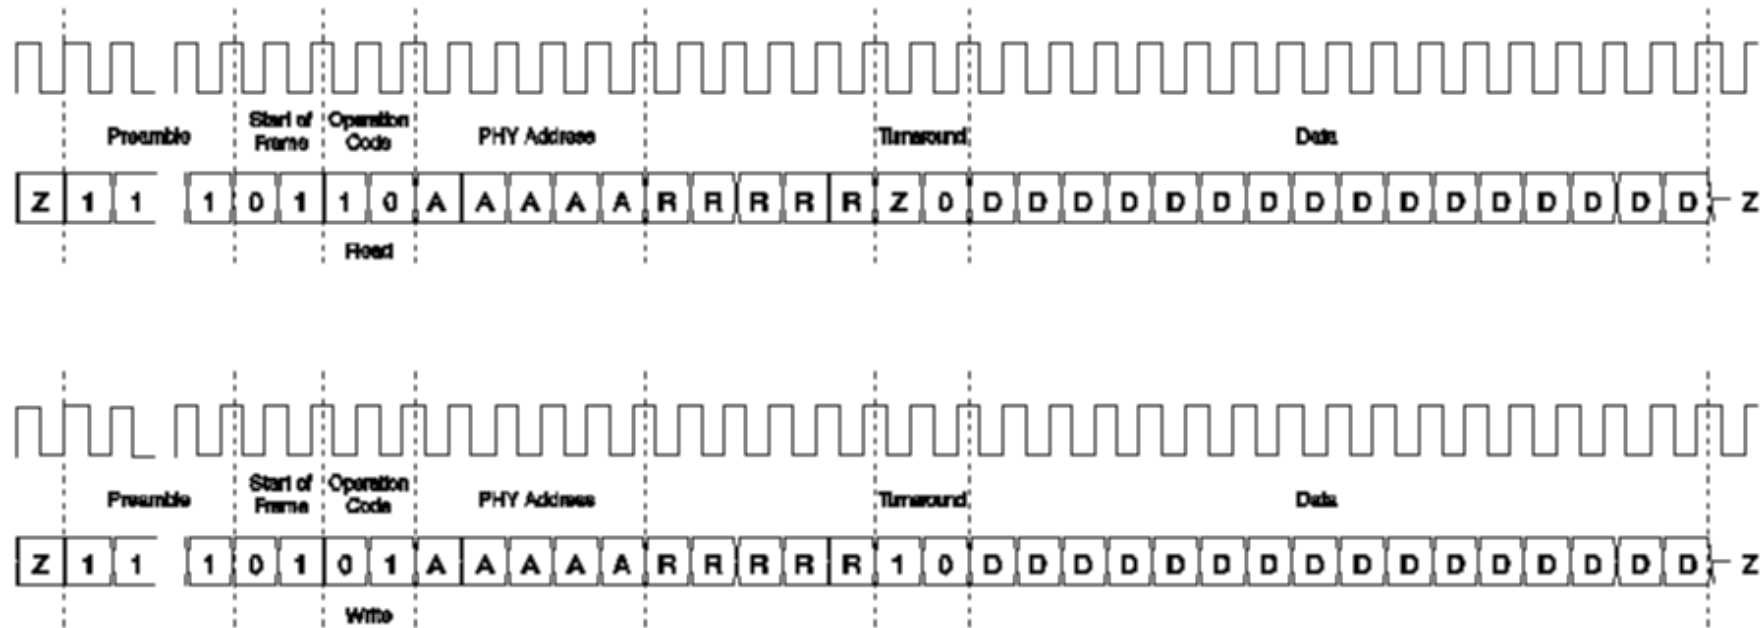 Preamble Start of Frame Operation Code PHY Address Turnaround Data
Z 1 1 1 0 1 1 0 A A A A A R R R R R Z 0 D D D D D D D D D D D D D D D D Z
Read
Preamble Start of Frame Operation Code PHY Address Turnaround Data
Z 1 1 1 0 1 0 1 A A A A A R R R R R 1 0 D D D D D D D D D D D D D D D D Z
Write